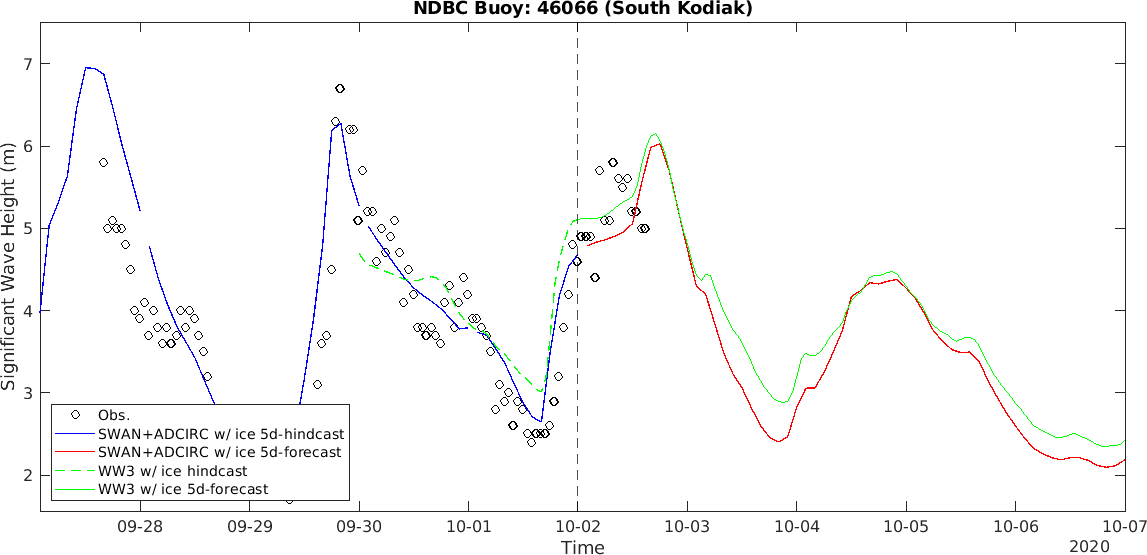 NDBC Buoy: 46066 (South Kodiak)
Significant Wave Height (m)
7
6
5
4
3
2
Obs.
SWAN+ADCIRC w/ ice 5d-hindcast
SWAN+ADCIRC w/ ice 5d-forecast
WW3 w/ ice hindcast
WW3 w/ ice 5d-forecast
09-28 09-29 09-30 10-01 10-02 10-03 10-04 10-05 10-06 10-07
Time
2020